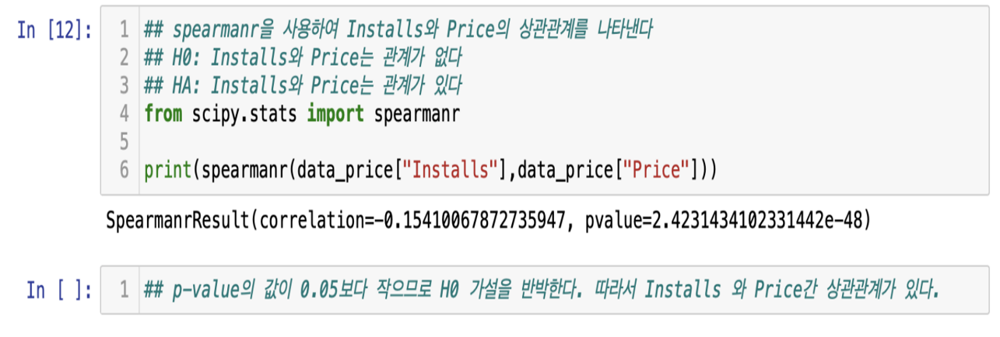 In [12]:
1 ## spearmanr을 사용하여 Installs와 Price의 상관관계를 나타낸다
2 ## H0: Installs와 Price는 관계가 없다
3 ## HA: Installs와 Price는 관계가 있다
4 from scipy.stats import spearmanr
5
6 print(spearmanr(data_price["Installs"],data_price["Price"]))
SpearmanrResult(correlation=-0.15410067872735947, pvalue=2.4231434102331442e-48)
In [ ]:
1 ## p-value의 값이 0.05보다 작으므로 H0 가설을 반박한다. 따라서 Installs 와 Price간 상관관계가 있다.